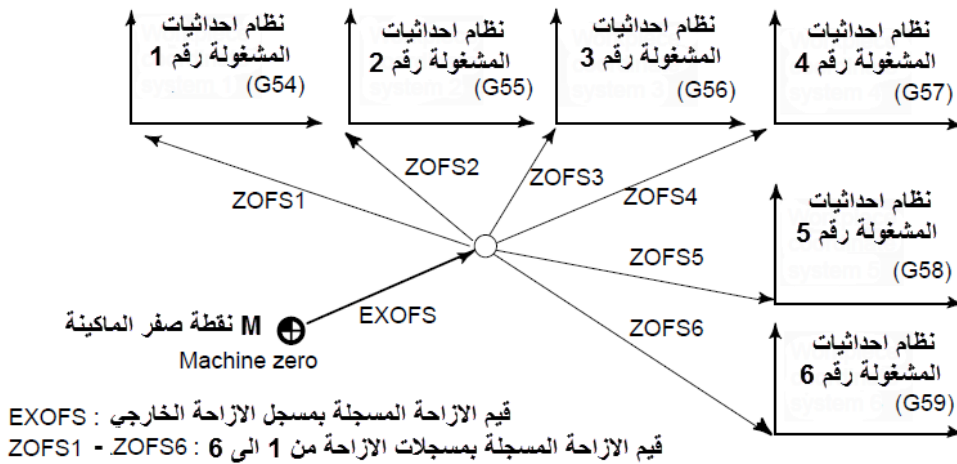 نظام احداثيات
المشغولة رقم 1
(G54)
نظام احداثيات
المشغولة رقم 2
(G55)
نظام احداثيات
المشغولة رقم 3
(G56)
نظام احداثيات
المشغولة رقم 4
(G57)
ZOFS1
ZOFS2
ZOFS3
ZOFS4
نظام احداثيات
المشغولة رقم 5
(G58)
ZOFS5
EXOFS
ZOFS6
نقطة صفر الماكينة M
Machine zero
نظام احداثيات
المشغولة رقم 6
(G59)
EXOFS : قيم الازاحة المسجلة بمسجل الازاحة الخارجي
ZOFS1 - ZOFS6 : قيم الازاحة المسجلة بمسجلات الازاحة من 1 الى 6